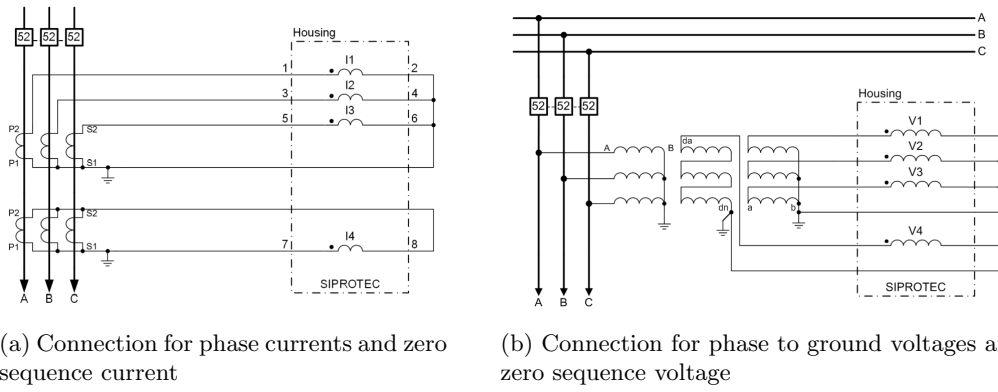 52 52 52
Housing
1 I1 2
3 I2 4
5 I3 6
P2 S2
P1 S1
P2 S2
P1 S1
7 I4 8
SIPROTEC
A B C
(a) Connection for phase currents and zero
sequence current
A
B
C
52 52 52
Housing
V1
V2
V3
V4
A B da
dn a b
SIPROTEC
A B C
(b) Connection for phase to ground voltages a
zero sequence voltage